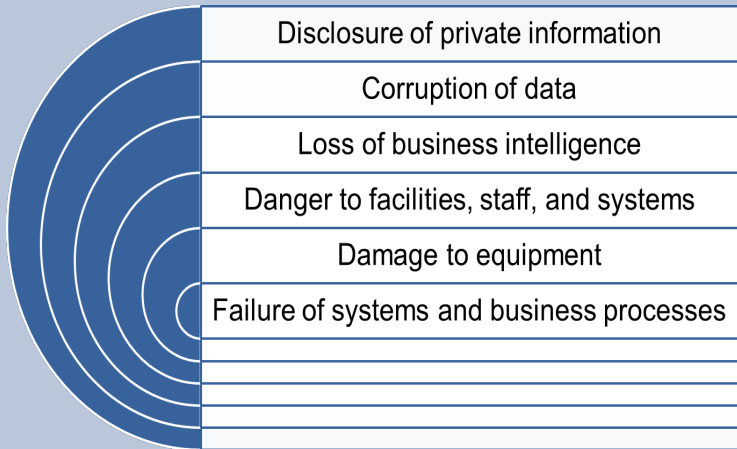 Disclosure of private information
Corruption of data
Loss of business intelligence
Danger to facilities, staff, and systems
Damage to equipment
Failure of systems and business processes